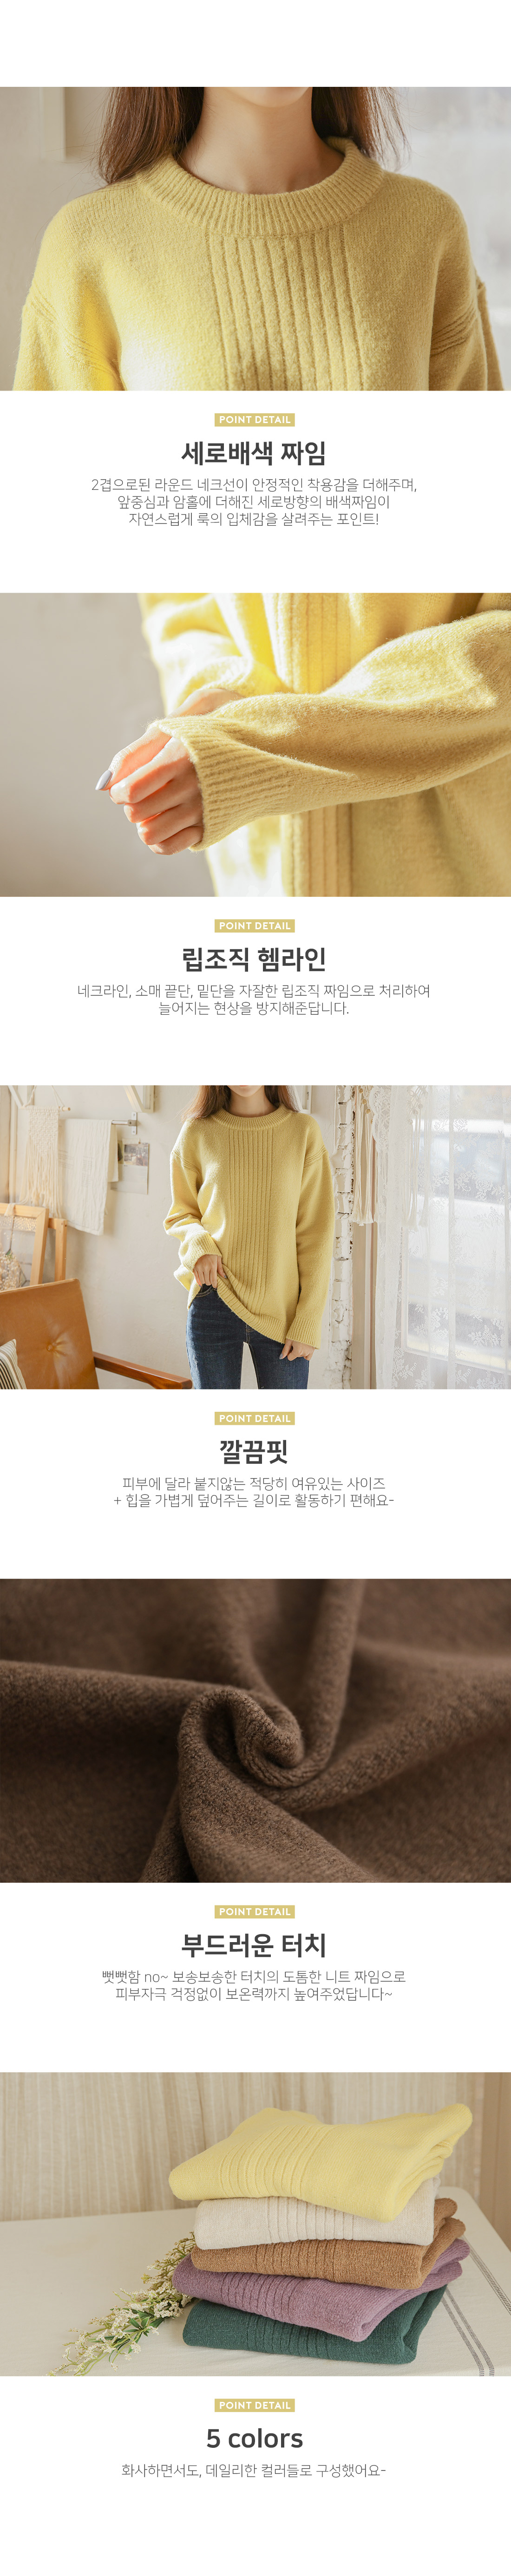 POINT DETAIL
세로배색 짜임
2겹으로된 라운드 네크선이 안정적인 착용감을 더해주며,
앞중심과 암홀에 더해진 세로방향의 배색짜임이
자연스럽게 룩의 입체감을 살려주는 포인트!
POINT DETAIL
립조직 헴라인
네크라인, 소매 끝단, 밑단을 자잘한 립조직 짜임으로 처리하여
늘어지는 현상을 방지해준답니다.
POINT DETAIL
깔끔핏
피부에 달라 붙지않는 적당히 여유있는 사이즈
+ 힙을 가볍게 덮어주는 길이로 활동하기 편해요-
POINT DETAIL
부드러운 터치
뻣뻣함 no~ 보송보송한 터치의 도톰한 니트 짜임으로
피부자극 걱정없이 보온력까지 높여주었답니다~
POINT DETAIL
5 colors
화사하면서도, 데일리한 컬러들로 구성했어요-